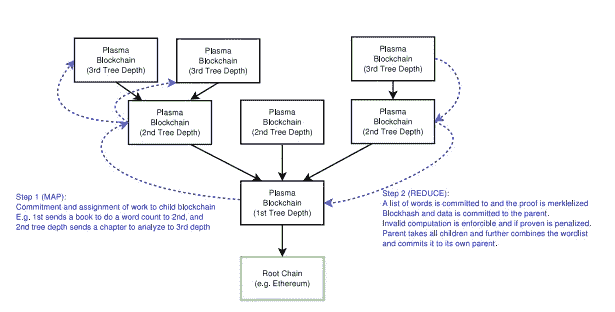 Plasma
Blockchain
(3rd Tree Depth)
Plasma
Blockchain
(3rd Tree Depth)
Plasma
Blockchain
(3rd Tree Depth)
Plasma
Blockchain
(2nd Tree Depth)
Plasma
Blockchain
(2nd Tree Depth)
Plasma
Blockchain
(2nd Tree Depth)
Plasma
Blockchain
(1st Tree Depth)
Step 1 (MAP):
Commitment and assignment of work to child blockchain
E.g. 1st sends a book to do a word count to 2nd, and
2nd tree depth sends a chapter to analyze to 3rd depth
Step 2 (REDUCE):
A list of words is committed to and the proof is merklelized
Blockhash and data is committed to the parent.
Invalid computation is enforcible and if proven is penalized.
Parent takes all children and further combines the wordlist
and commits it to its own parent.
Root Chain
(e.g. Ethereum)